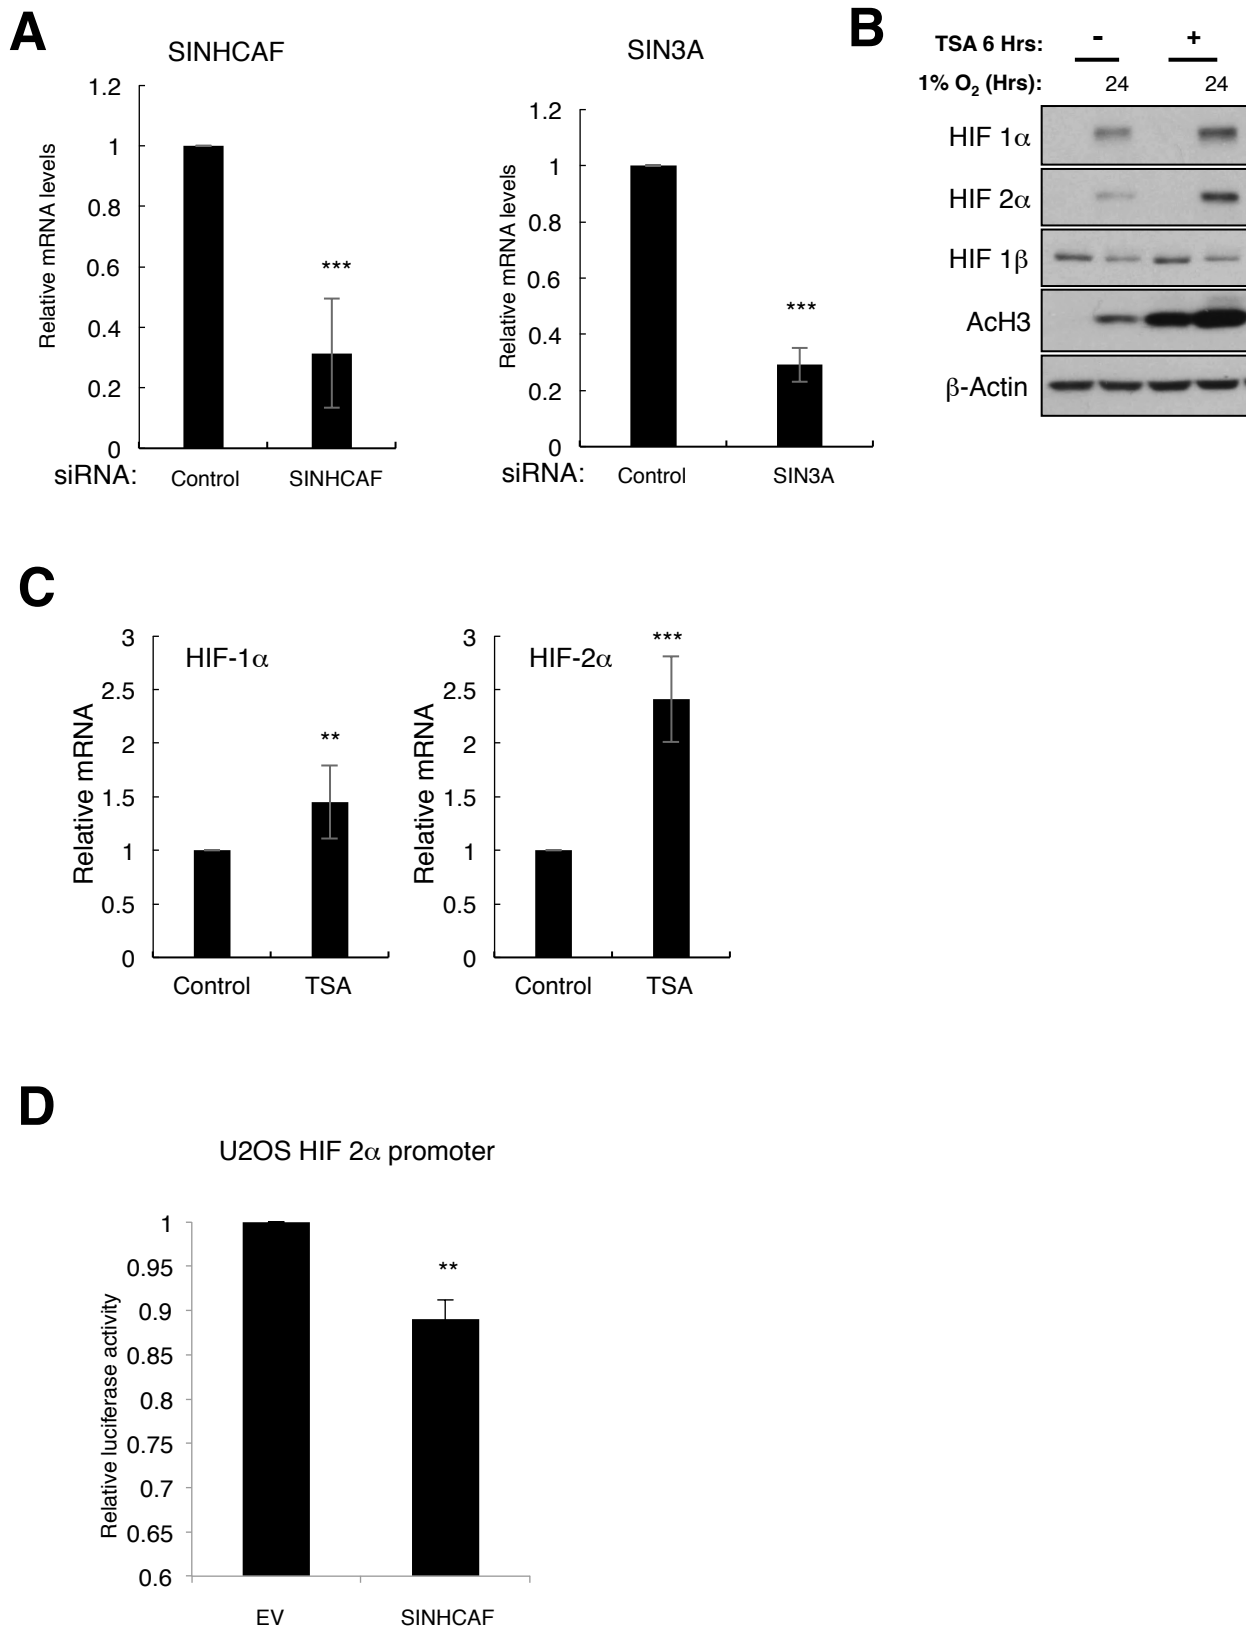 A
SINHCAF
Relative mRNA levels
1.2
1
0.8
0.6
0.4
0.2
0
***
siRNA: Control SINHCAF
SIN3A
Relative mRNA levels
1.2
1
0.8
0.6
0.4
0.2
0
***
siRNA: Control SIN3A
B
TSA 6 Hrs: - +
1% O2 (Hrs): 24 24
HIF 1α
HIF 2α
HIF 1β
AcH3
β-Actin
C
HIF-1α
Relative mRNA
3
2.5
2
1.5
1
0.5
0
**
Control TSA
HIF-2α
Relative mRNA
3
2.5
2
1.5
1
0.5
0
***
Control TSA
D
U2OS HIF 2α promoter
Relative luciferase activity
1
0.95
0.9
0.85
0.8
0.75
0.7
0.65
0.6
**
EV SINHCAF